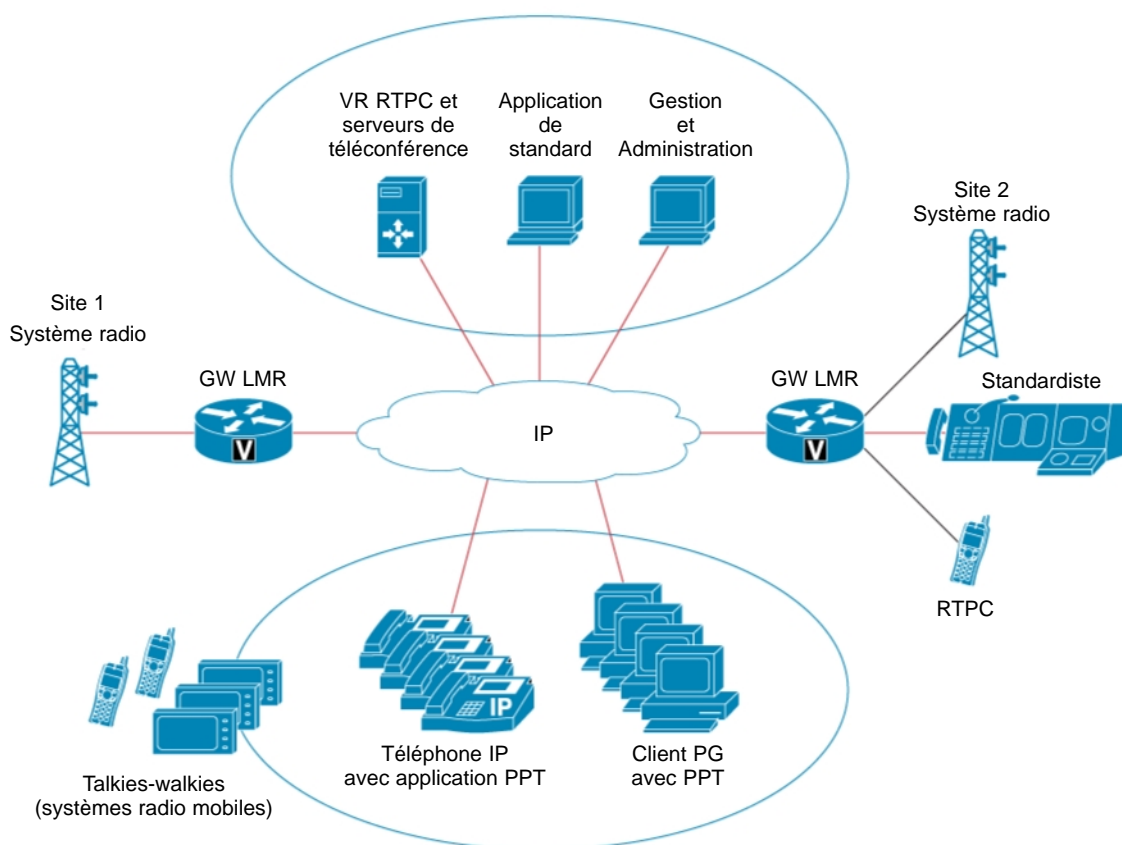 VR RTPC et
serveurs de
téléconférence
Application
de
standard
Gestion
et
Administration
Site 2
Système radio
Site 1
Système radio
GW LMR
V
IP
GW LMR
V
Standardiste
RTPC
IP
Téléphone IP
avec application PPT
Client PG
avec PPT
Talkies-walkies
(systèmes radio mobiles)